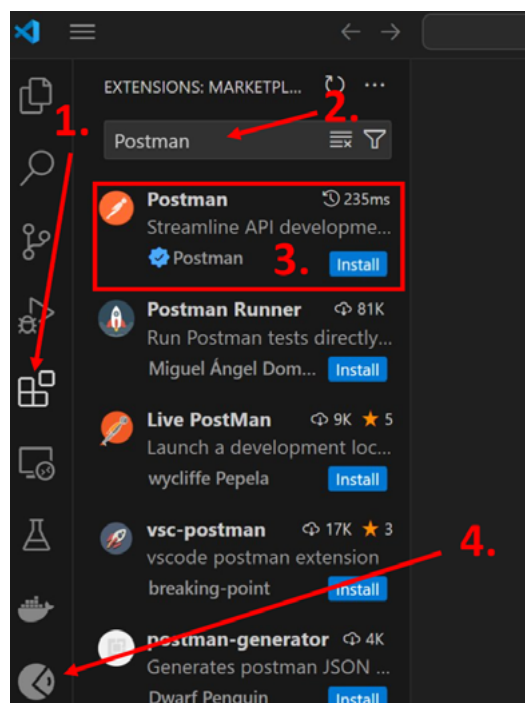 EXTENSIONS: MARKETPL...
1.
2.
Postman
Postman 235ms
Streamline API developme...
Postman
3.
Install
Postman Runner 81K
Run Postman tests directly...
Miguel Ángel Dom... Install
Live PostMan 9K 5
Launch a development loc...
wycliffe Pepela Install
vsc-postman 17K 3
4.
vscode postman extension
breaking-point Install
postman-generator 4K
Generates postman JSON ...
Dwarf Penguin Install